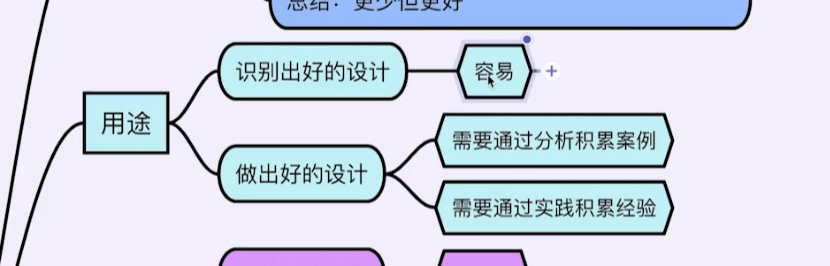 总结：更少但更好
识别出好的设计
容易
用途
需要通过分析积累案例
做出好的设计
需要通过实践积累经验